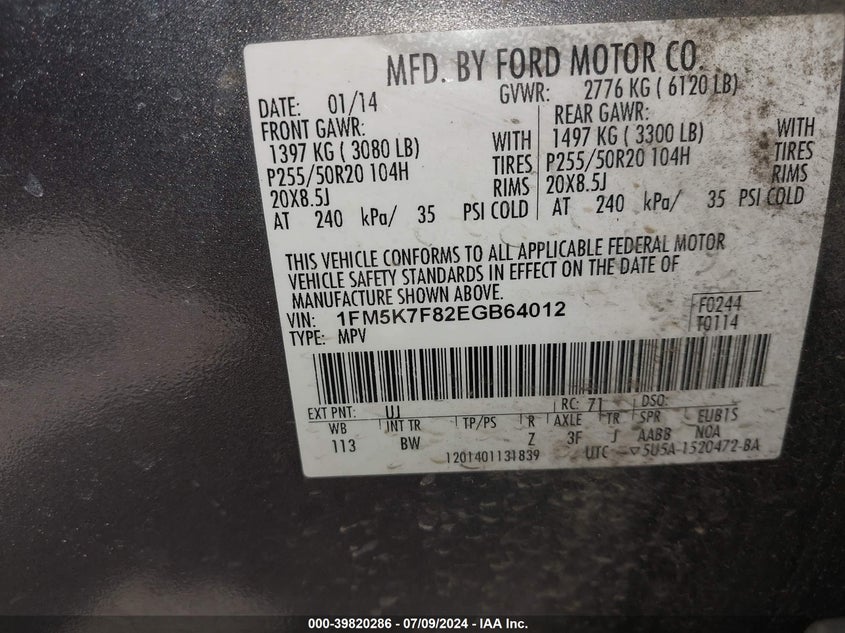 MFD. BY FORD MOTOR CO.
DATE: 01/14 GVWR: 2776 KG ( 6120 LB)
FRONT GAWR: REAR GAWR:
1397 KG ( 3080 LB) WITH 1497 KG ( 3300 LB) WITH
P255/50R20 104H TIRES P255/50R20 104H TIRES
20X8.5J RIMS 20X8.5J RIMS
AT 240 kPa/ 35 PSI COLD AT 240 kPa/ 35 PSI COLD
THIS VEHICLE CONFORMS TO ALL APPLICABLE FEDERAL MOTOR
VEHICLE SAFETY STANDARDS IN EFFECT ON THE DATE OF
MANUFACTURE SHOWN ABOVE.
VIN: 1FM5K7F82EGB64012 F0244
TYPE: MPV T0114
EXT PNT: UJ RC: 71 DSO:
WB INT TR TP/PS R AXLE TR SPR EUB1S
113 BW Z 3F J AABB NOA
1201401131839 UTC 5U5A-1520472-BA
000-39820286 - 07/09/2024 - IAA Inc.